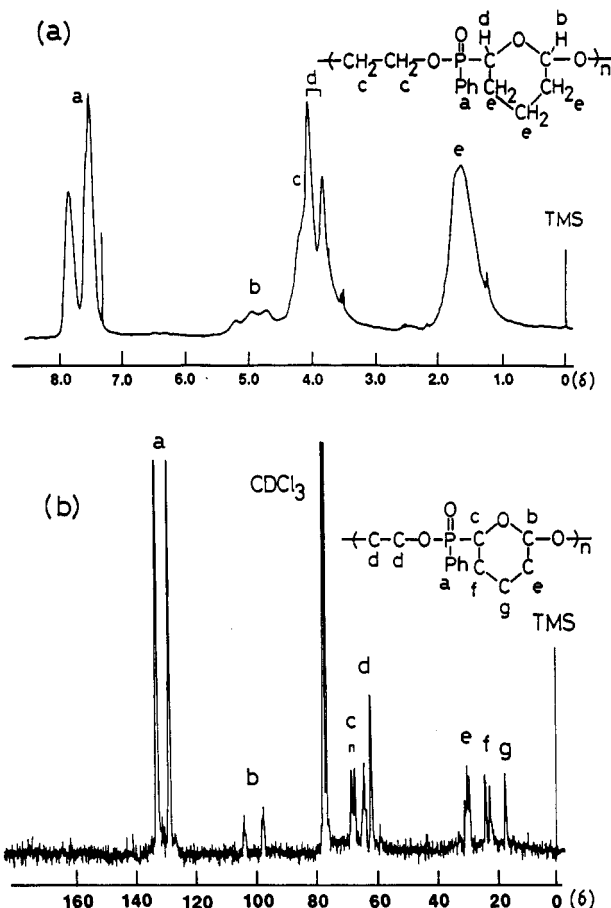 (a)
d
b
O
H
O
H
CH2-CH2-O-P-C
C-O
n
c
c
Ph
CH2
CH2
a
e
CH2
e
e
a
d
c
e
TMS
b
8.0 7.0 6.0 5.0 4.0 3.0 2.0 1.0 0(δ)
a
(b)
CDCl3
O
c
O
b
C-C-O-P-C
C-O
n
d
d
Ph
C
C
e
a
f
C
g
TMS
d
c
n
b
e
f
g
160 140 120 100 80 60 40 20 0(δ)